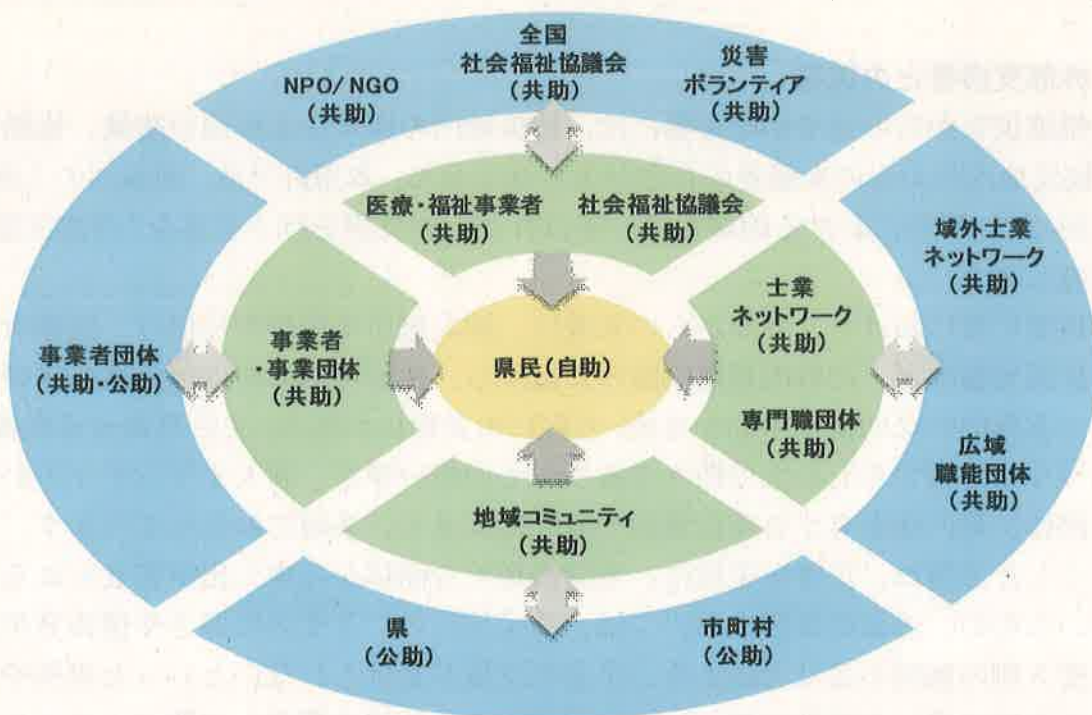 全国
社会福祉協議会
(共助)
NPO/NGO
(共助)
災害
ボランティア
(共助)
医療・福祉事業者
(共助)
社会福祉協議会
(共助)
域外士業
ネットワーク
(共助)
士業
ネットワーク
(共助)
事業者団体
(共助・公助)
事業者
・事業団体
(共助)
県民(自助)
専門職団体
(共助)
広域
職能団体
(共助)
地域コミュニティ
(共助)
県
(公助)
市町村
(公助)